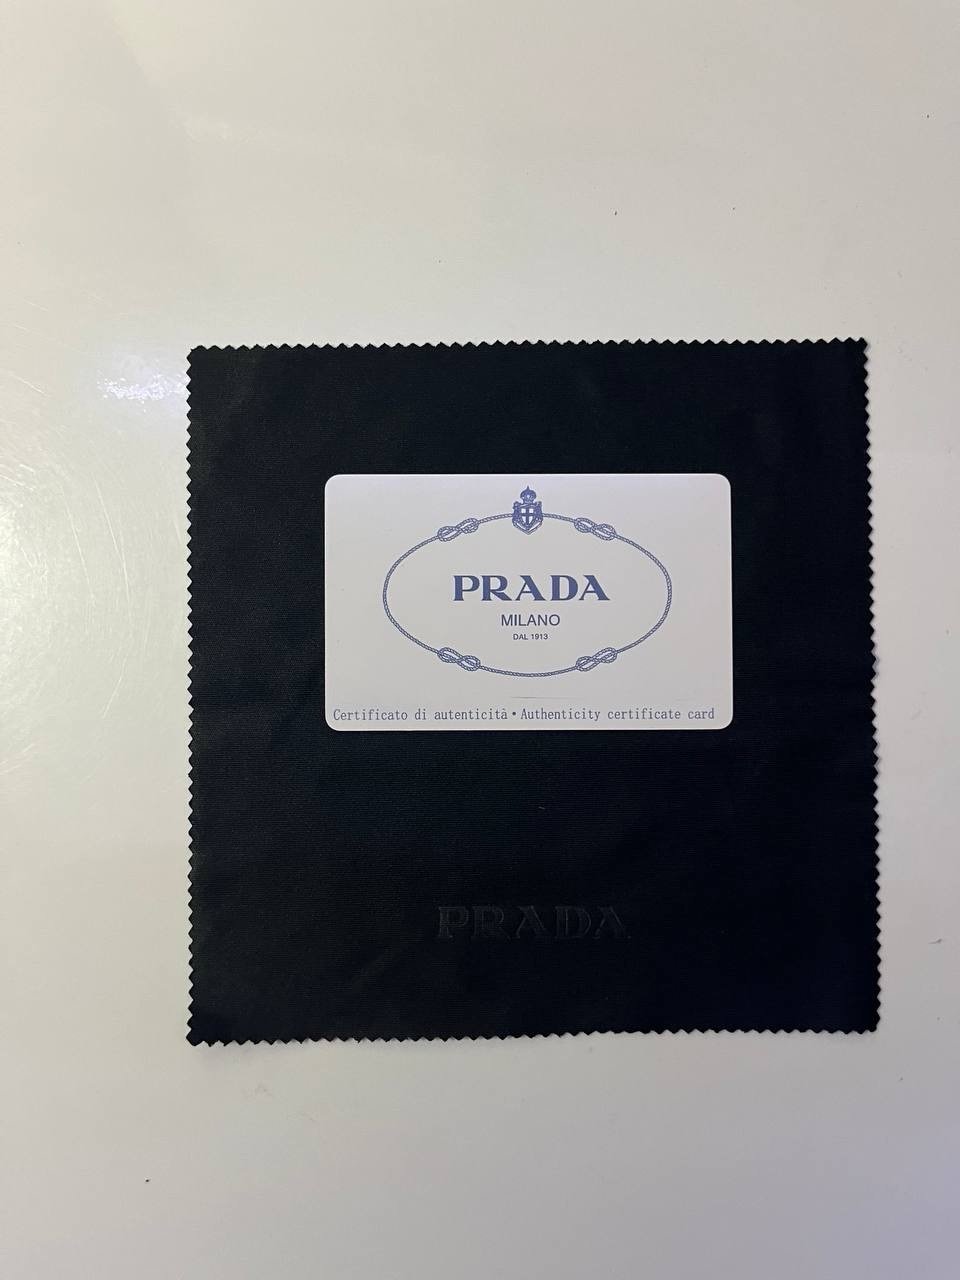 PRADA
MILANO
DAL 1913
Certificato di autenticità • Authenticity certificate card
PRADA